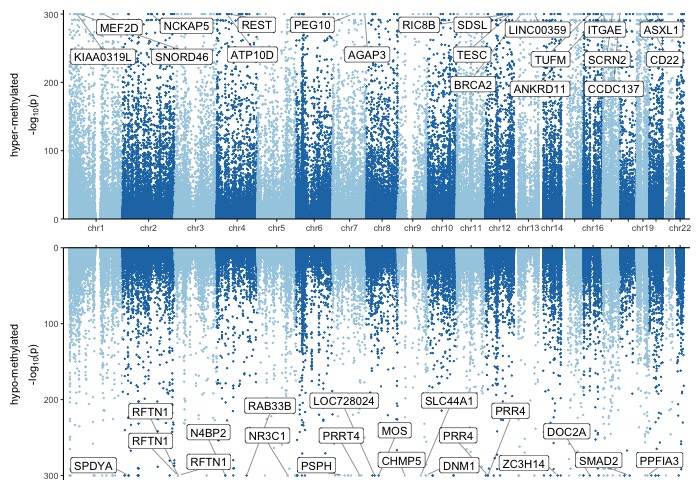 300
MEF2D
NCKAP5
REST
PEG10
RIC8B
SDSL
LINC00359
ITGAE
ASXL1
KIAA0319L
SNORD46
ATP10D
AGAP3
TESC
TUFM
SCRN2
CD22
BRCA2
ANKRD11
CCDC137
200
100
0
hyper-methylated
-log10(p)
chr1 chr2 chr3 chr4 chr5 chr6 chr7 chr8 chr9 chr10 chr11 chr12 chr13 chr14 chr16 chr19 chr22
0
100
200
300
hypo-methylated
-log10(p)
RFTN1
RAB33B
LOC728024
SLC44A1
PRR4
RFTN1
N4BP2
NR3C1
PRRT4
MOS
PRR4
DOC2A
SPDYA
RFTN1
PSPH
CHMP5
DNM1
ZC3H14
SMAD2
PPFIA3